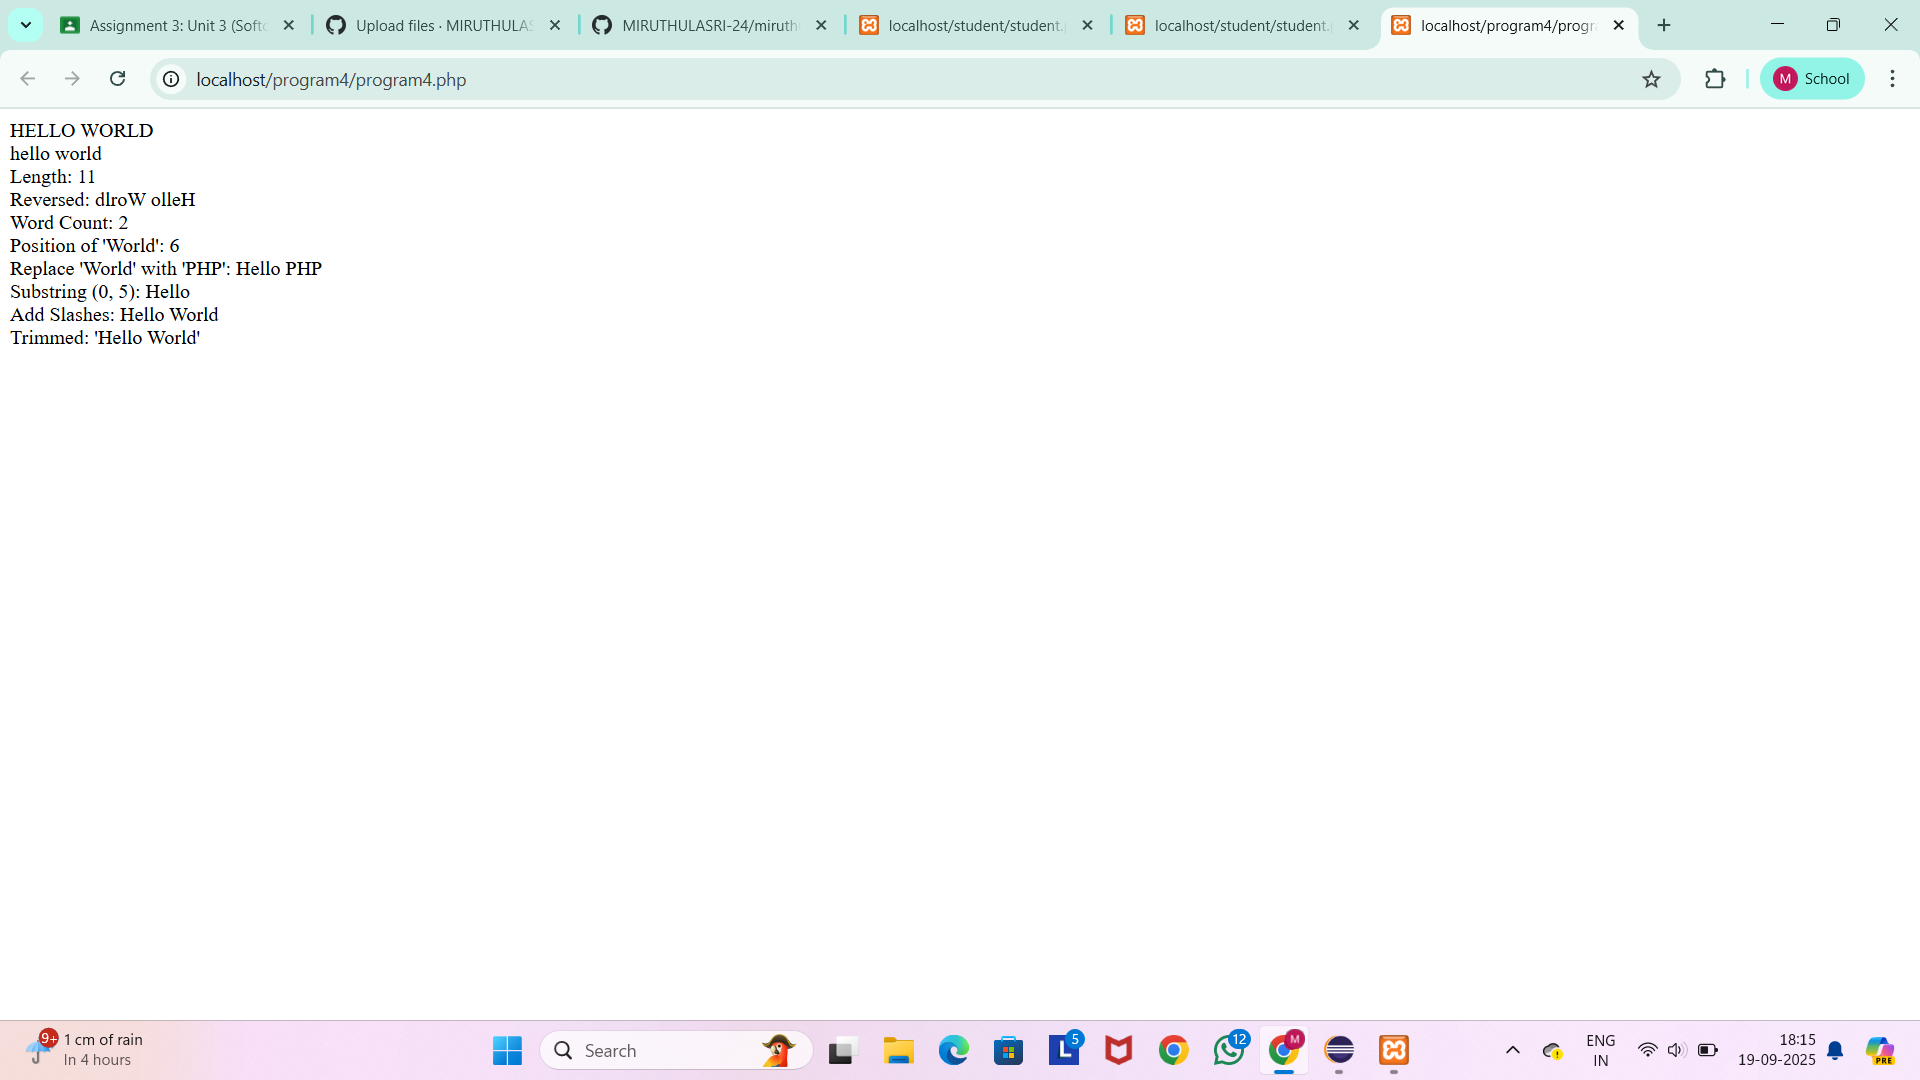 Assignment 3: Unit 3 (Softc
Upload files · MIRUTHULAS
MIRUTHULASRI-24/miruth
localhost/student/student.p
localhost/student/student.p
localhost/program4/progra
localhost/program4/program4.php
M School
HELLO WORLD
hello world
Length: 11
Reversed: dlroW olleH
Word Count: 2
Position of 'World': 6
Replace 'World' with 'PHP': Hello PHP
Substring (0, 5): Hello
Add Slashes: Hello World
Trimmed: 'Hello World'
9+
1 cm of rain
In 4 hours
Search
L 5
12
M
ENG
IN
18:15
19-09-2025
PRE